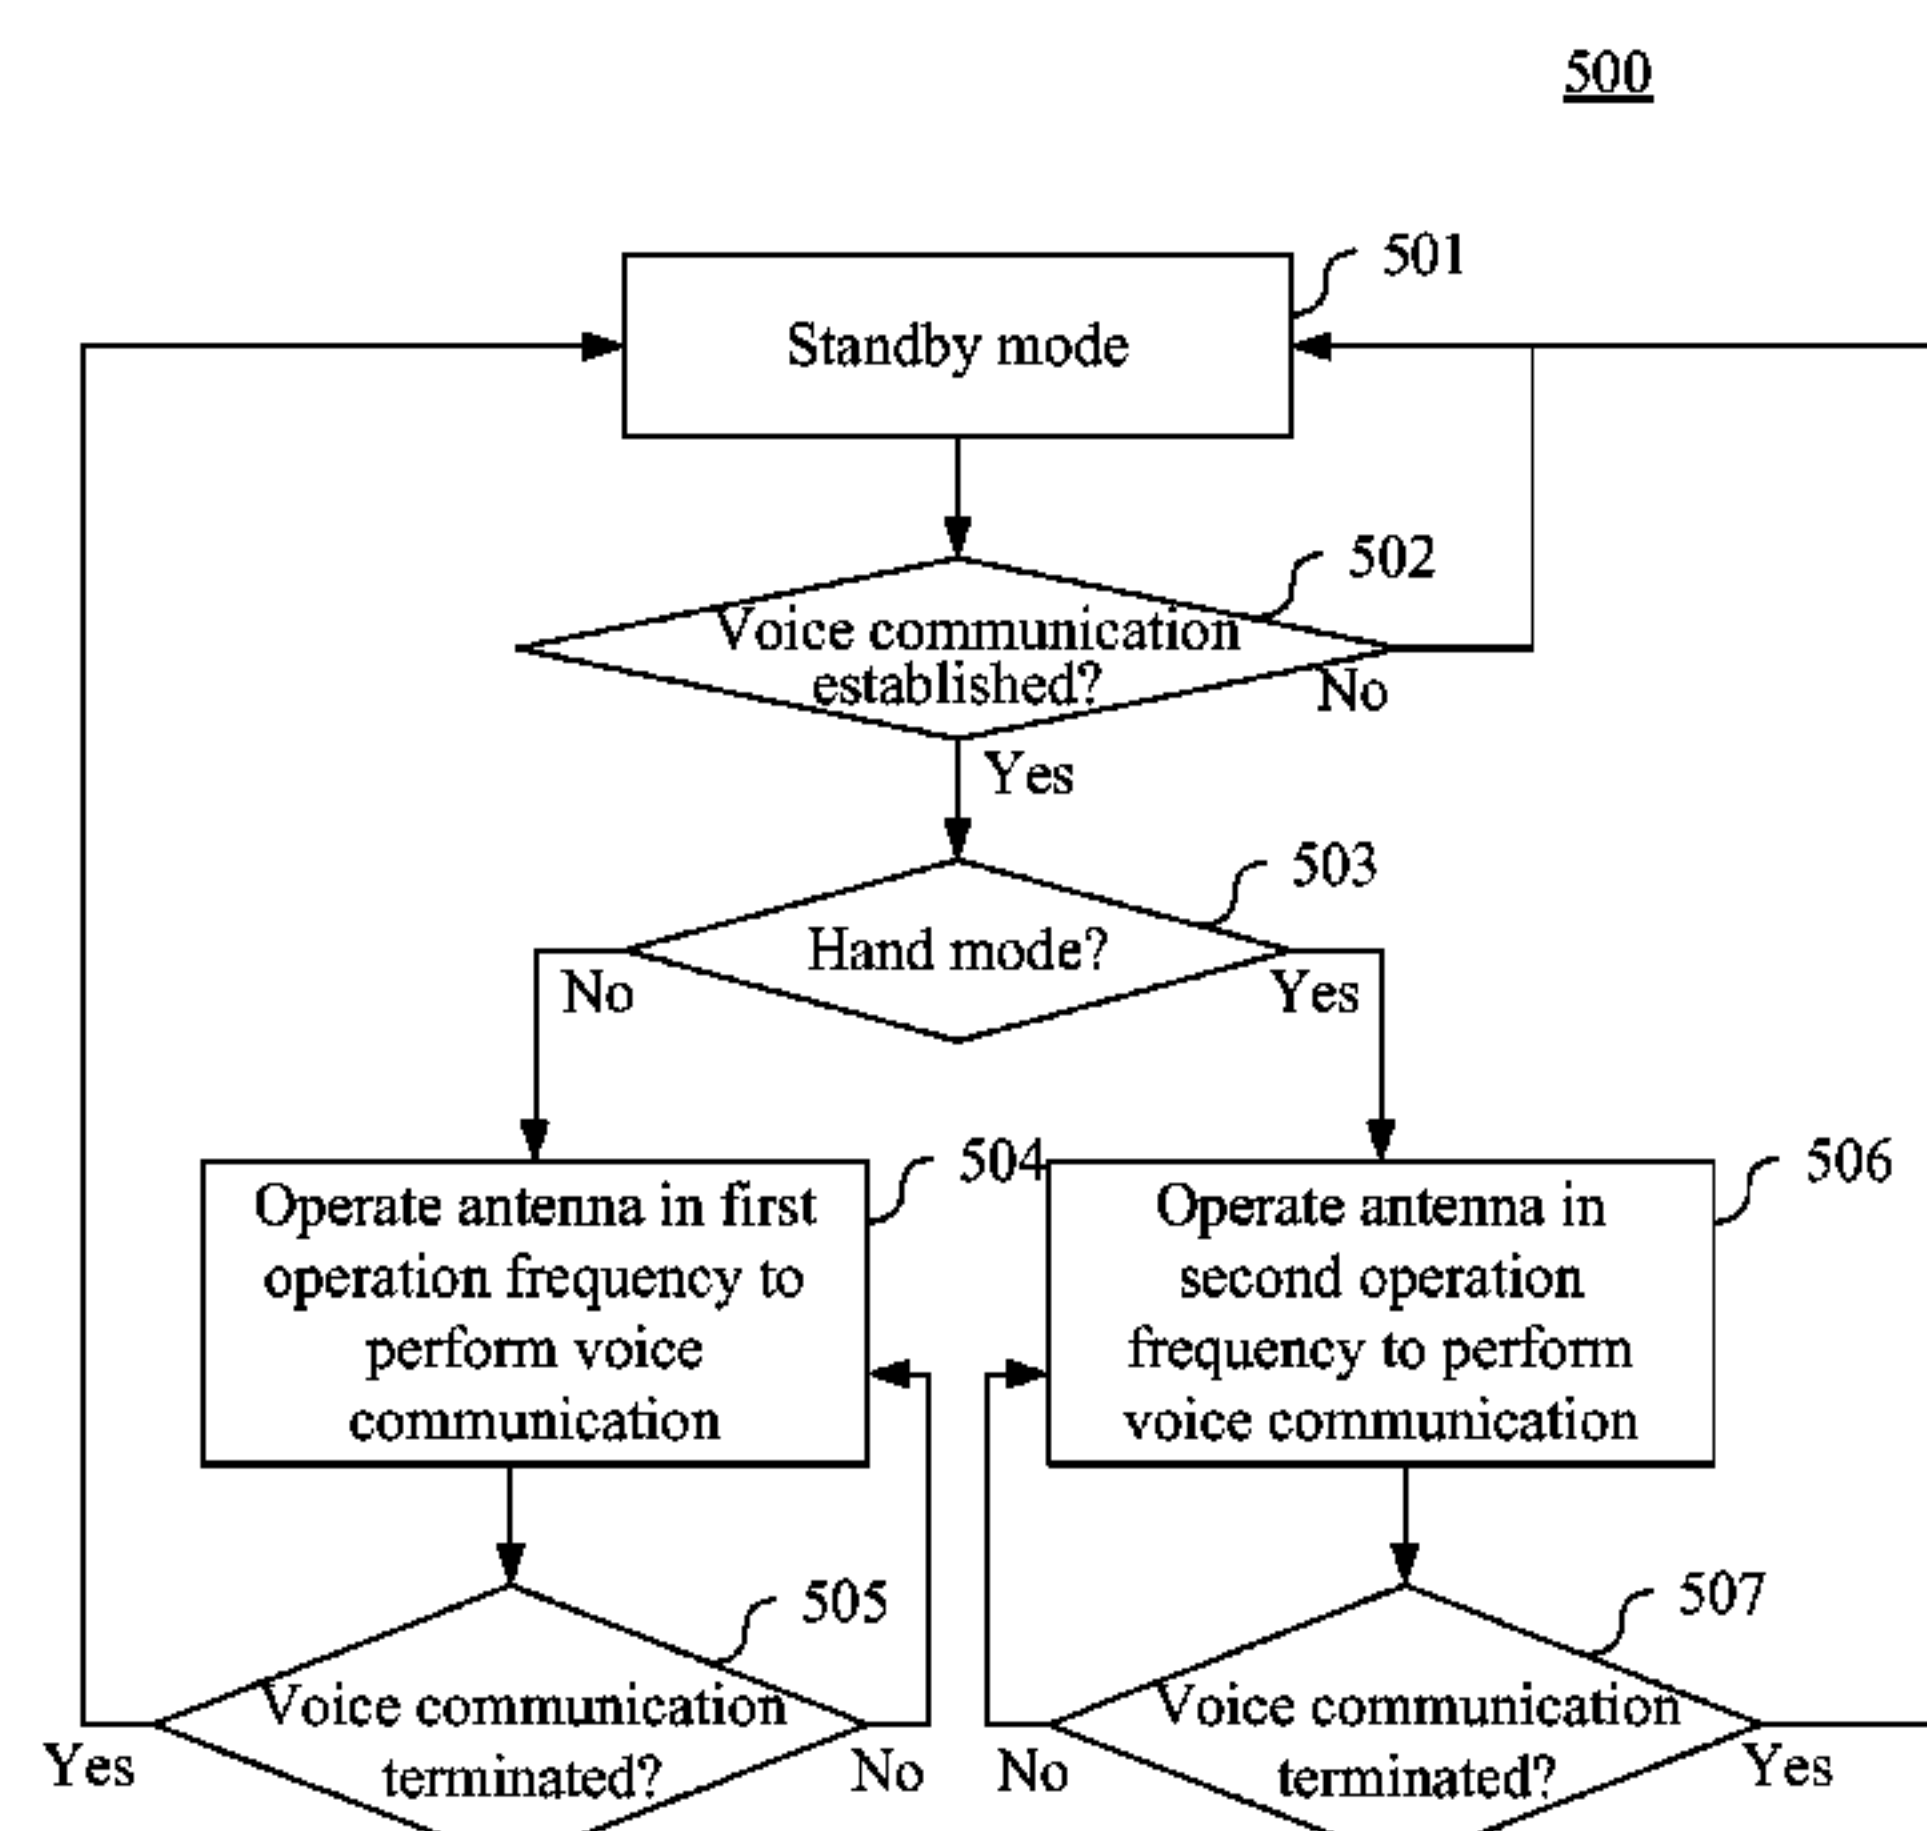 500
501
Standby mode
502
Voice communication
established?
No
Yes
503
Hand mode?
No
Yes
504
Operate antenna in first
operation frequency to
perform voice
communication
506
Operate antenna in
second operation
frequency to perform
voice communication
505
Voice communication
terminated?
Yes
No
507
Voice communication
terminated?
No
Yes